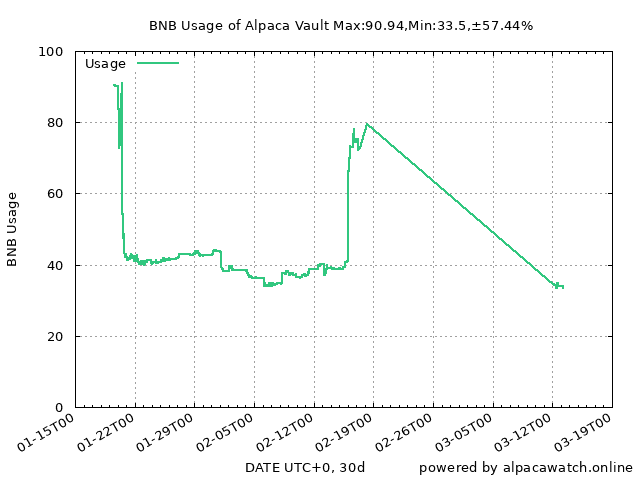 BNB Usage of Alpaca Vault Max:90.94,Min:33.5,±57.44%
Usage
BNB Usage
100
80
60
40
20
0
01-15T00
01-22T00
01-29T00
02-05T00
02-12T00
02-19T00
02-26T00
03-05T00
03-12T00
03-19T00
DATE UTC+0, 30d
powered by alpacawatch.online